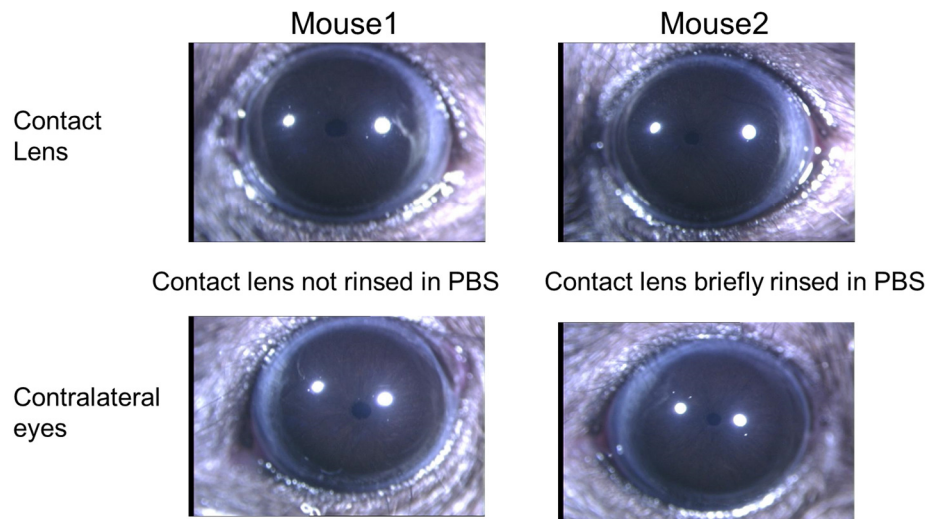 Mouse1
Mouse2
Contact
Lens
Contact lens not rinsed in PBS
Contact lens briefly rinsed in PBS
Contralateral
eyes